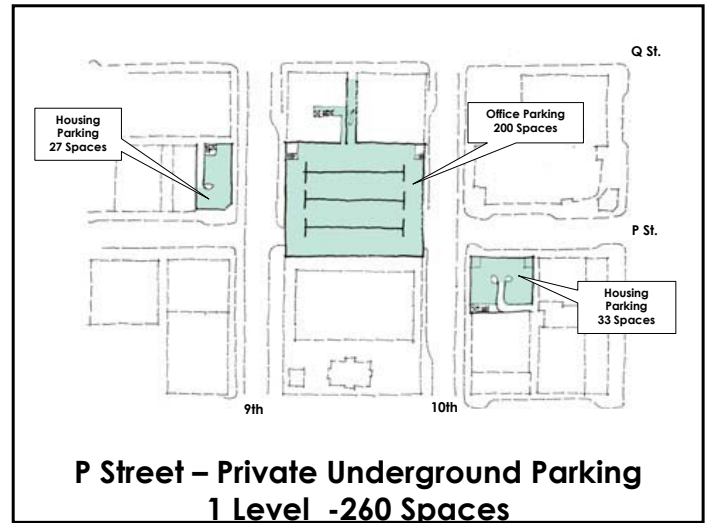 Q St.
Housing
Parking
27 Spaces
Office Parking
200 Spaces
P St.
Housing
Parking
33 Spaces
9th
10th
P Street – Private Underground Parking
1 Level -260 Spaces